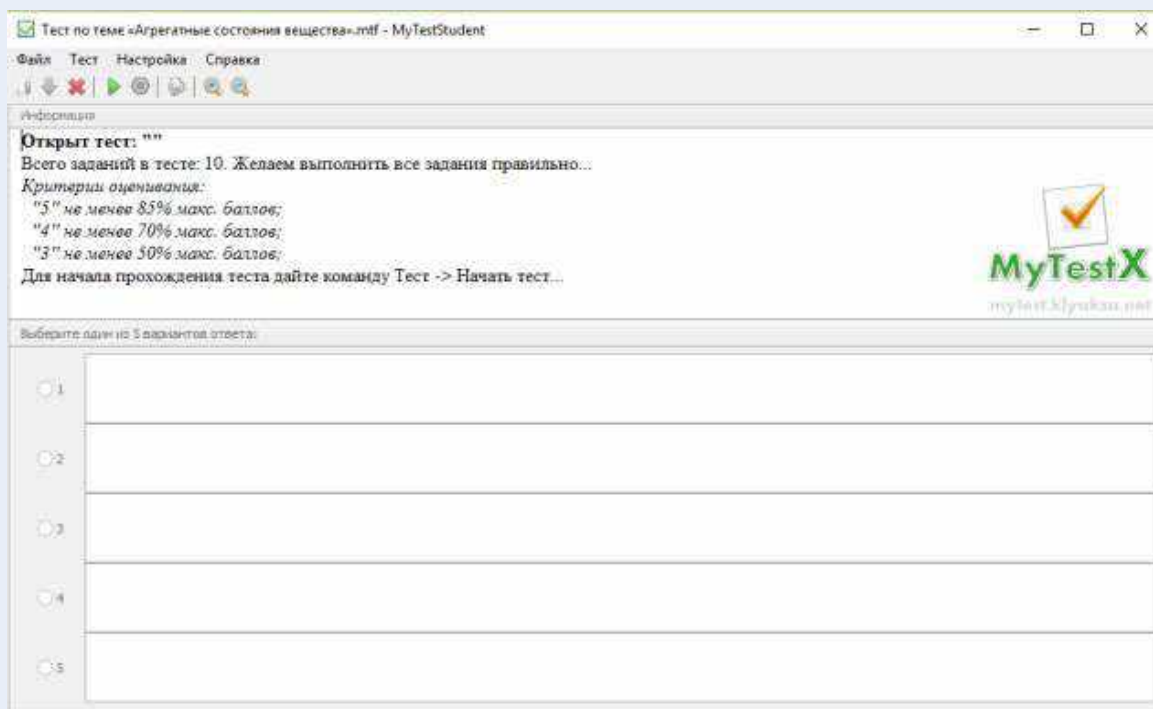 Тест по теме «Агрегатные состояния вещества».mtf - MyTestStudent
Файл Тест Настройка Справка
Информация
Открыт тест: ""
Всего заданий в тесте: 10. Желаем выполнить все задания правильно...
Критерии оценивания:
"5" не менее 85% макс. баллов;
"4" не менее 70% макс. баллов;
"3" не менее 50% макс. баллов;
Для начала прохождения теста дайте команду Тест -> Начать тест...
MyTestX
mytest.klyaksa.net
Выберите один из 5 вариантов ответа:
1
2
3
4
5